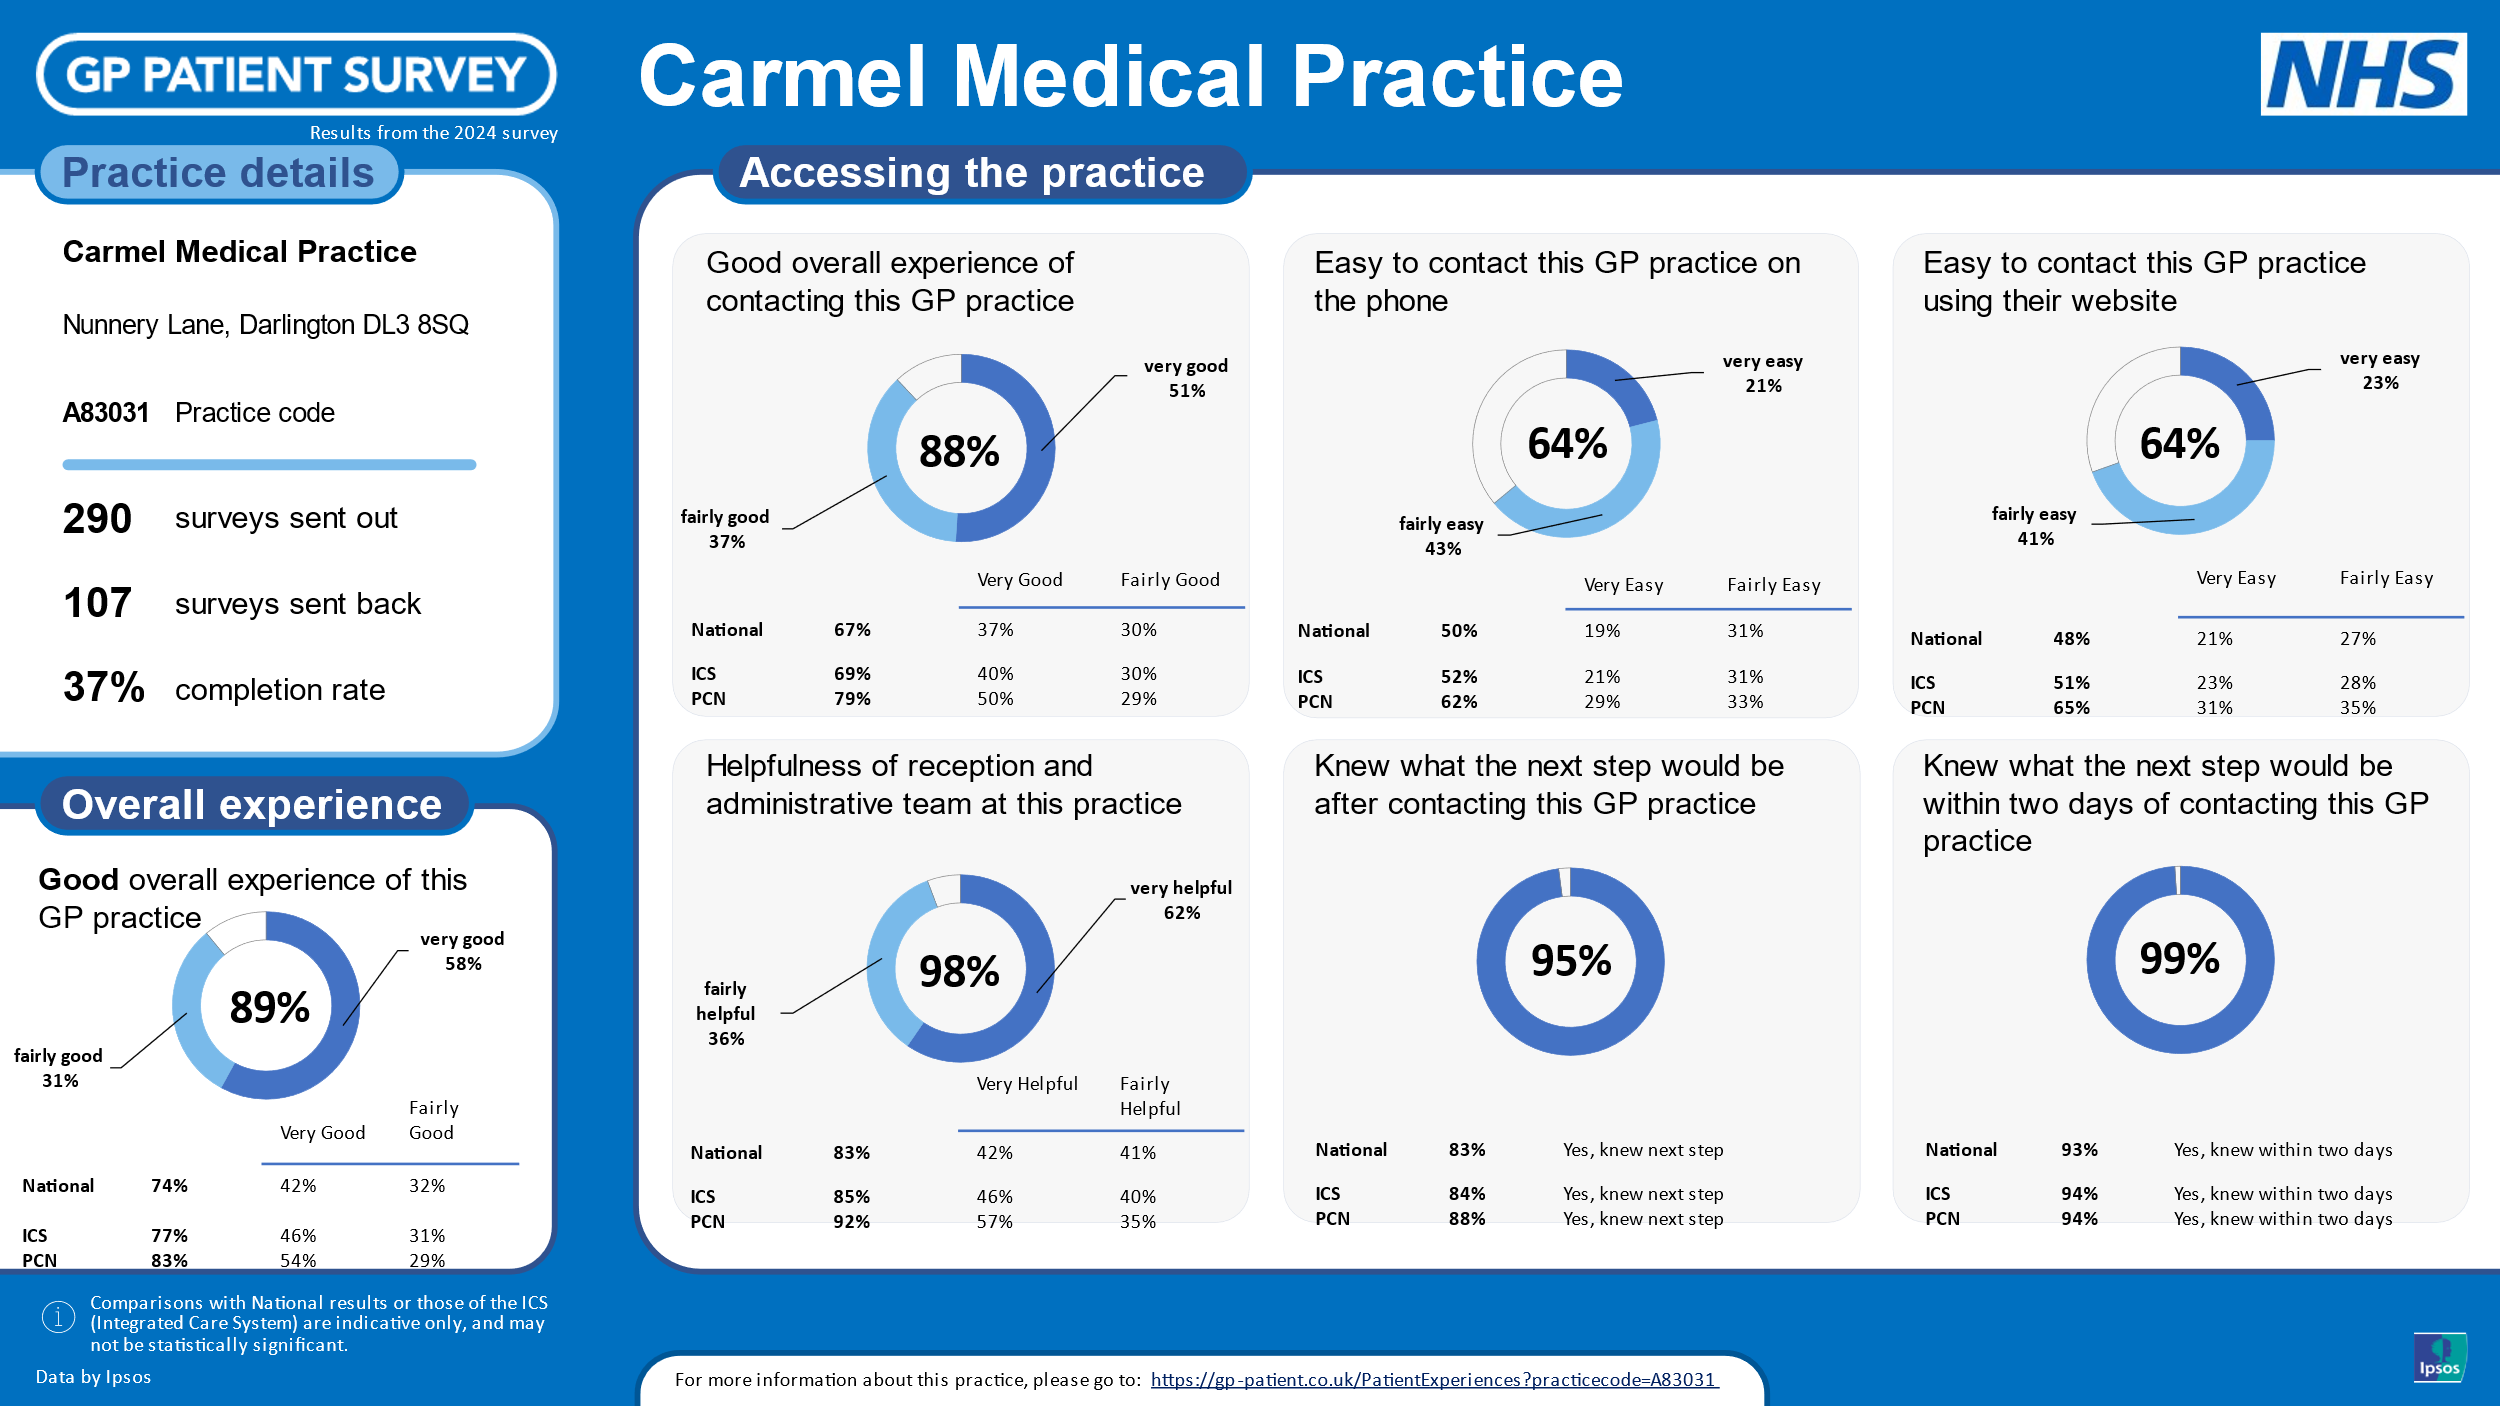 GP PATIENT SURVEY
Results from the 2024 survey
Carmel Medical Practice
NHS
Practice details
Carmel Medical Practice
Nunnery Lane, Darlington DL3 8SQ
A83031 Practice code
290 surveys sent out
107 surveys sent back
37% completion rate
Overall experience
Good overall experience of this
GP practice
very good
58%
89%
fairly good
31%
Fairly
Very Good Good
National 74% 42% 32%
ICS 77% 46% 31%
PCN 83% 54% 29%
Accessing the practice
Good overall experience of
contacting this GP practice
very good
51%
88%
fairly good
37%
Very Good Fairly Good
National 67% 37% 30%
ICS 69% 40% 30%
PCN 79% 50% 29%
Easy to contact this GP practice on
the phone
very easy
21%
64%
fairly easy
43%
Very Easy Fairly Easy
National 50% 19% 31%
ICS 52% 21% 31%
PCN 62% 29% 33%
Easy to contact this GP practice
using their website
very easy
23%
64%
fairly easy
41%
Very Easy Fairly Easy
National 48% 21% 27%
ICS 51% 23% 28%
PCN 65% 31% 35%
Helpfulness of reception and
administrative team at this practice
very helpful
62%
98%
fairly
helpful
36%
Very Helpful Fairly
Helpful
National 83% 42% 41%
ICS 85% 46% 40%
PCN 92% 57% 35%
Knew what the next step would be
after contacting this GP practice
95%
National 83% Yes, knew next step
ICS 84% Yes, knew next step
PCN 88% Yes, knew next step
Knew what the next step would be
within two days of contacting this GP
practice
99%
National 93% Yes, knew within two days
ICS 94% Yes, knew within two days
PCN 94% Yes, knew within two days
Comparisons with National results or those of the ICS
(Integrated Care System) are indicative only, and may
not be statistically significant.
Data by Ipsos
For more information about this practice, please go to: https://gp-patient.co.uk/PatientExperiences?practicecode=A83031
Ipsos